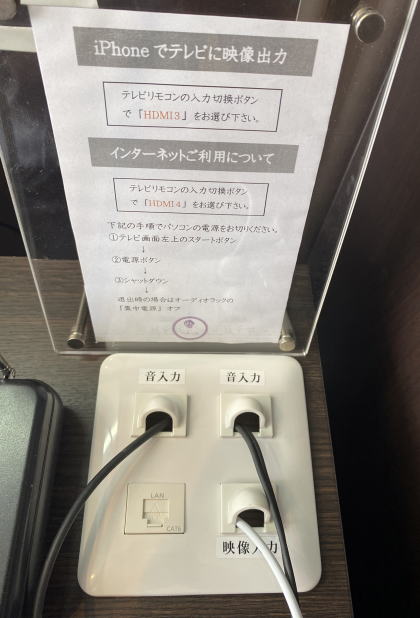 iPhoneでテレビに映像出力
テレビリモコンの入力切換ボタン
で「HDMI3」をお選び下さい。
インターネットご利用について
テレビリモコンの入力切換ボタン
で「HDMI4」をお選び下さい。
下記の手順でパソコンの電源をお切りください。
①テレビ画面左上のスタートボタン
↓
②電源ボタン
↓
③シャットダウン
↓
退出時の場合はオーディオラックの
『集中電源』オフ
音入力
音入力
LAN
CAT6
映像入力